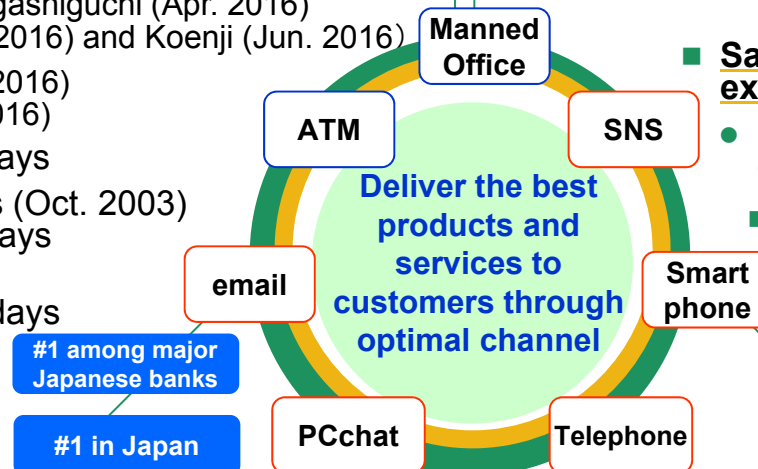 gashiguchi (Apr. 2016)
2016) and Koenji (Jun. 2016)
2016)
016)
ays
s (Oct. 2003)
ays
days
Manned
Office
ATM
SNS
Deliver the best
products and
services to
customers through
optimal channel
email
Smart
phone
#1 among major
Japanese banks
#1 in Japan
PCchat
Telephone
Sa
ex